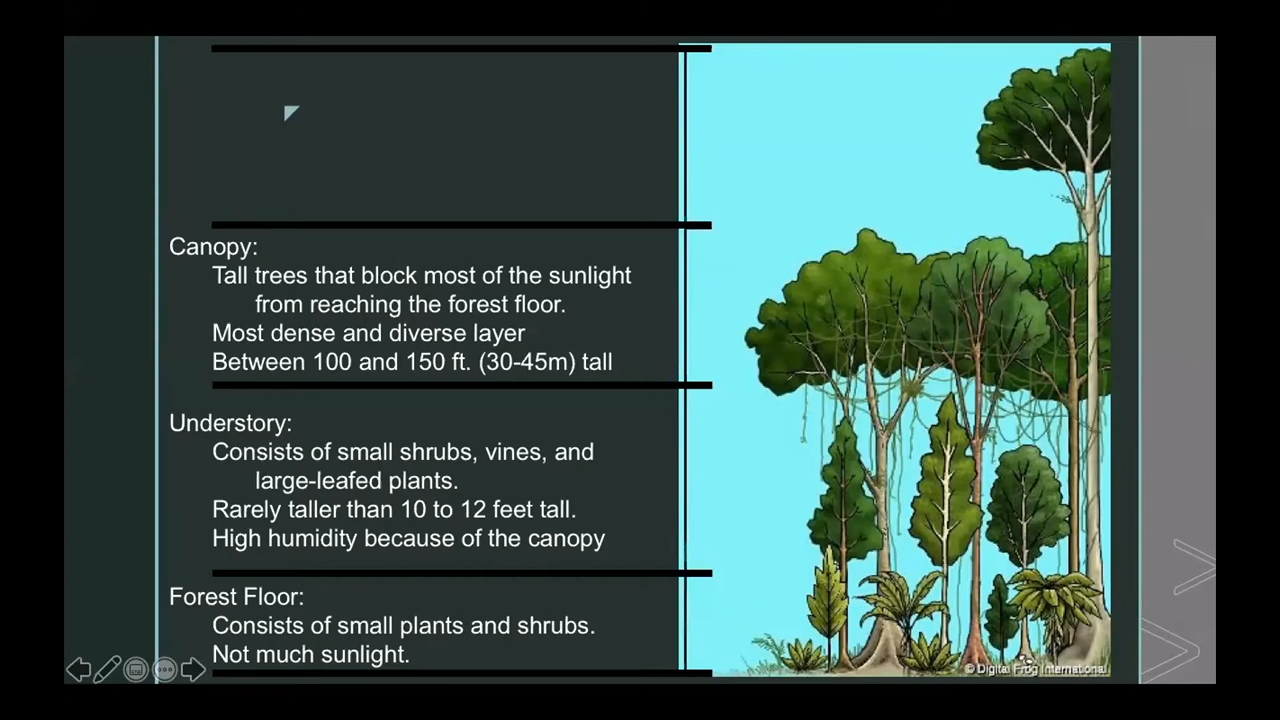 Canopy:
Tall trees that block most of the sunlight
from reaching the forest floor.
Most dense and diverse layer
Between 100 and 150 ft. (30-45m) tall
Understory:
Consists of small shrubs, vines, and
large-leafed plants.
Rarely taller than 10 to 12 feet tall.
High humidity because of the canopy
Forest Floor:
Consists of small plants and shrubs.
Not much sunlight.
© Digital Frog International